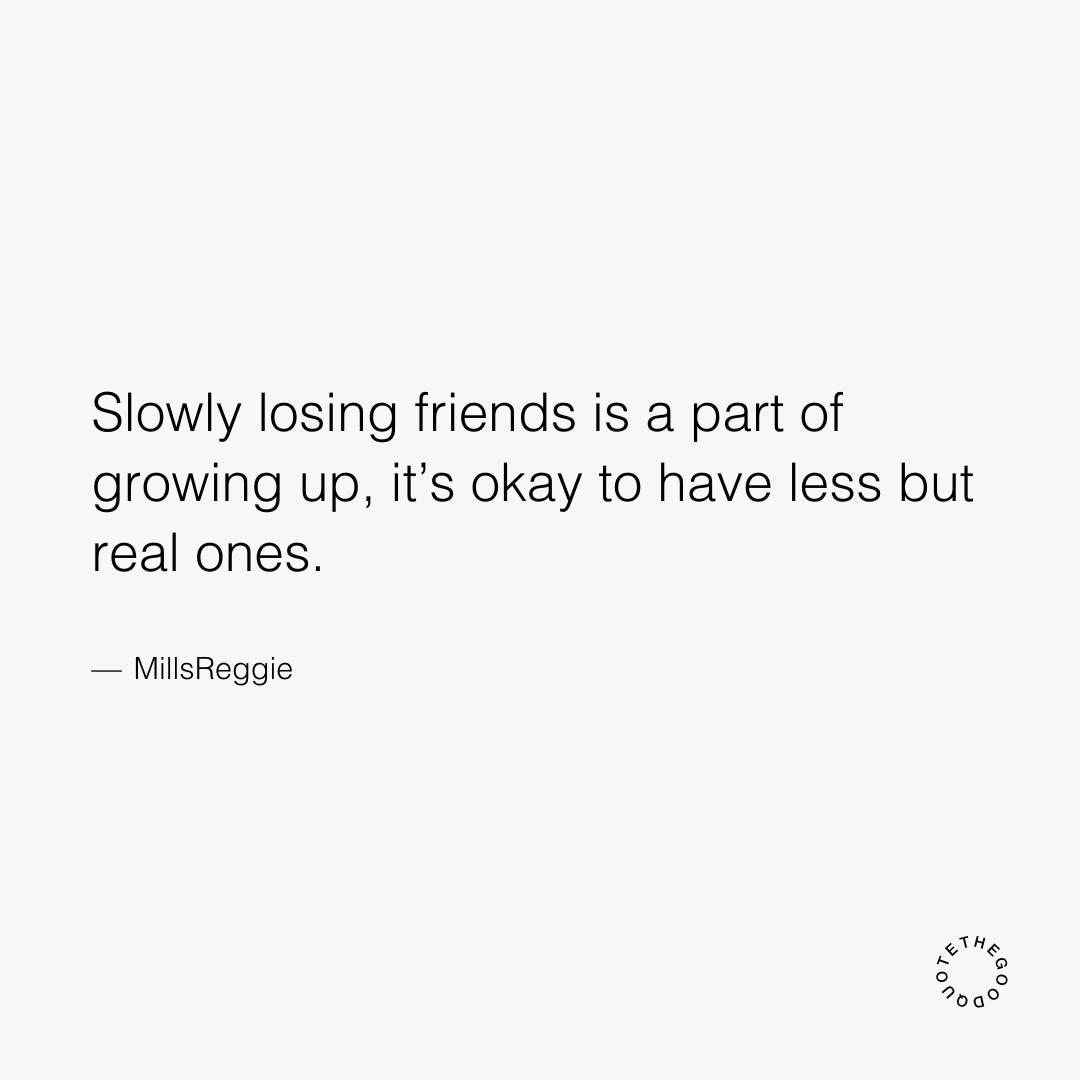 Slowly losing friends is a part of
growing up, it’s okay to have less but
real ones.
— MillsReggie
THEGOODQUOTE